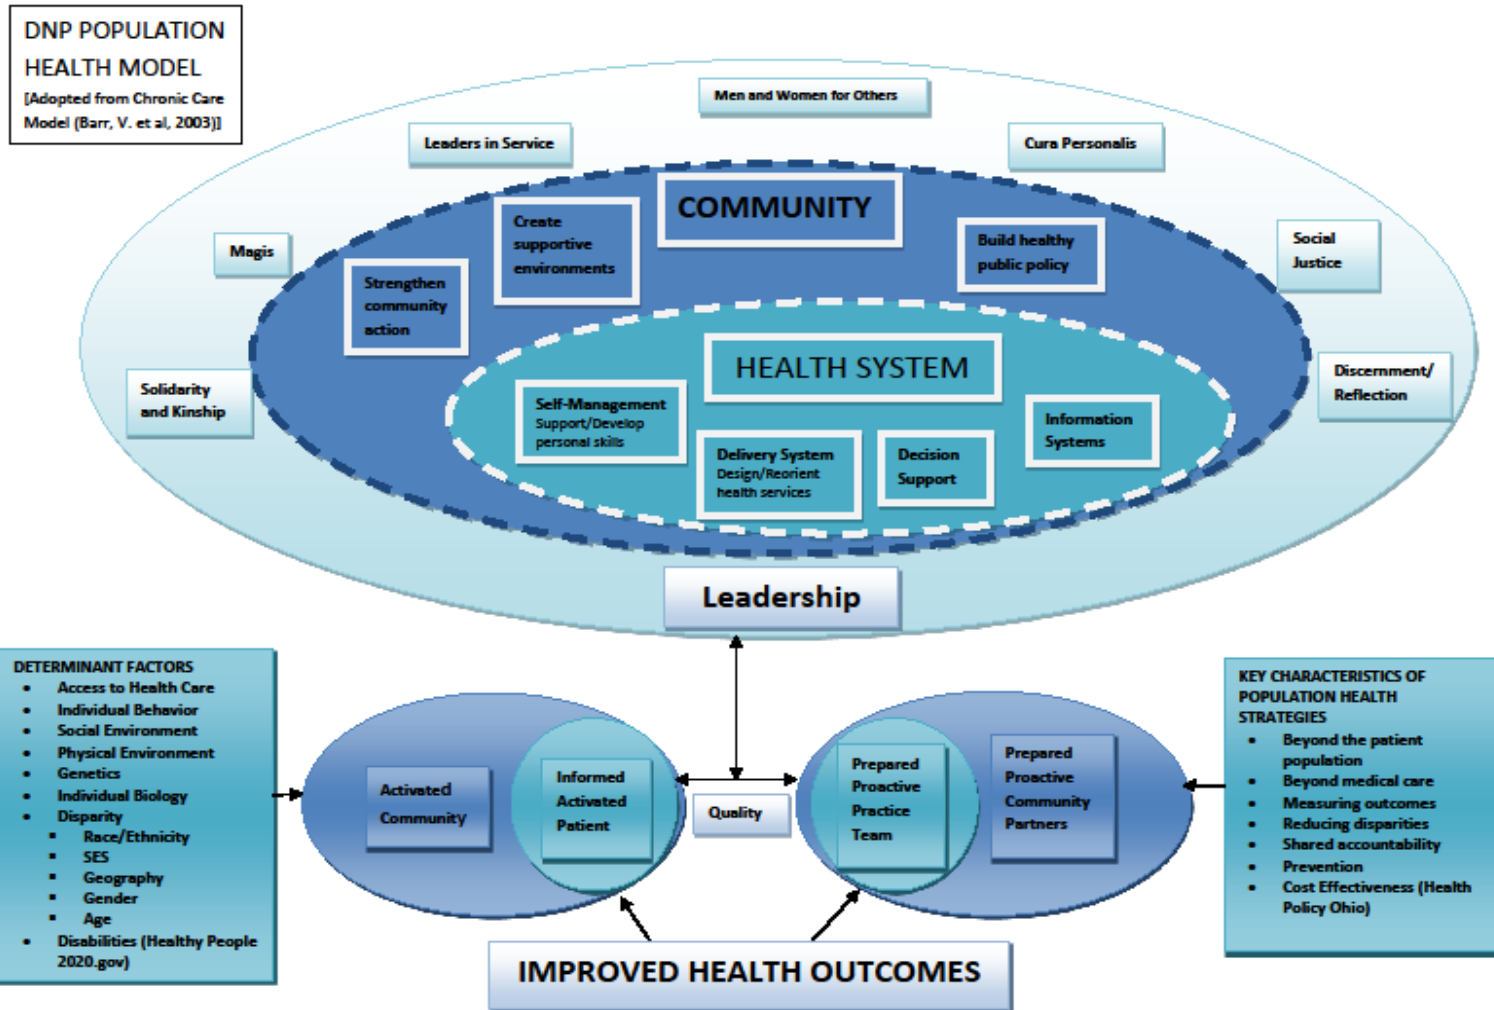 DNP POPULATION
HEALTH MODEL
[Adopted from Chronic Care
Model (Barr, V. et al, 2003)]
Men and Women for Others
Leaders in Service
Cura Personalis
Magis
Social
Justice
Solidarity
and Kinship
Discernment/
Reflection
COMMUNITY
Create
supportive
environments
Build healthy
public policy
Strengthen
community
action
HEALTH SYSTEM
Self-Management
Support/Develop
personal skills
Delivery System
Design/Reorient
health services
Decision
Support
Information
Systems
Leadership
DETERMINANT FACTORS
• Access to Health Care
• Individual Behavior
• Social Environment
• Physical Environment
• Genetics
• Individual Biology
• Disparity
▪ Race/Ethnicity
▪ SES
▪ Geography
▪ Gender
▪ Age
• Disabilities (Healthy People
2020.gov)
Activated
Community
Informed
Activated
Patient
Quality
Prepared
Proactive
Practice
Team
Prepared
Proactive
Community
Partners
KEY CHARACTERISTICS OF
POPULATION HEALTH
STRATEGIES
• Beyond the patient
population
• Beyond medical care
• Measuring outcomes
• Reducing disparities
• Shared accountability
• Prevention
• Cost Effectiveness (Health
Policy Ohio)
IMPROVED HEALTH OUTCOMES